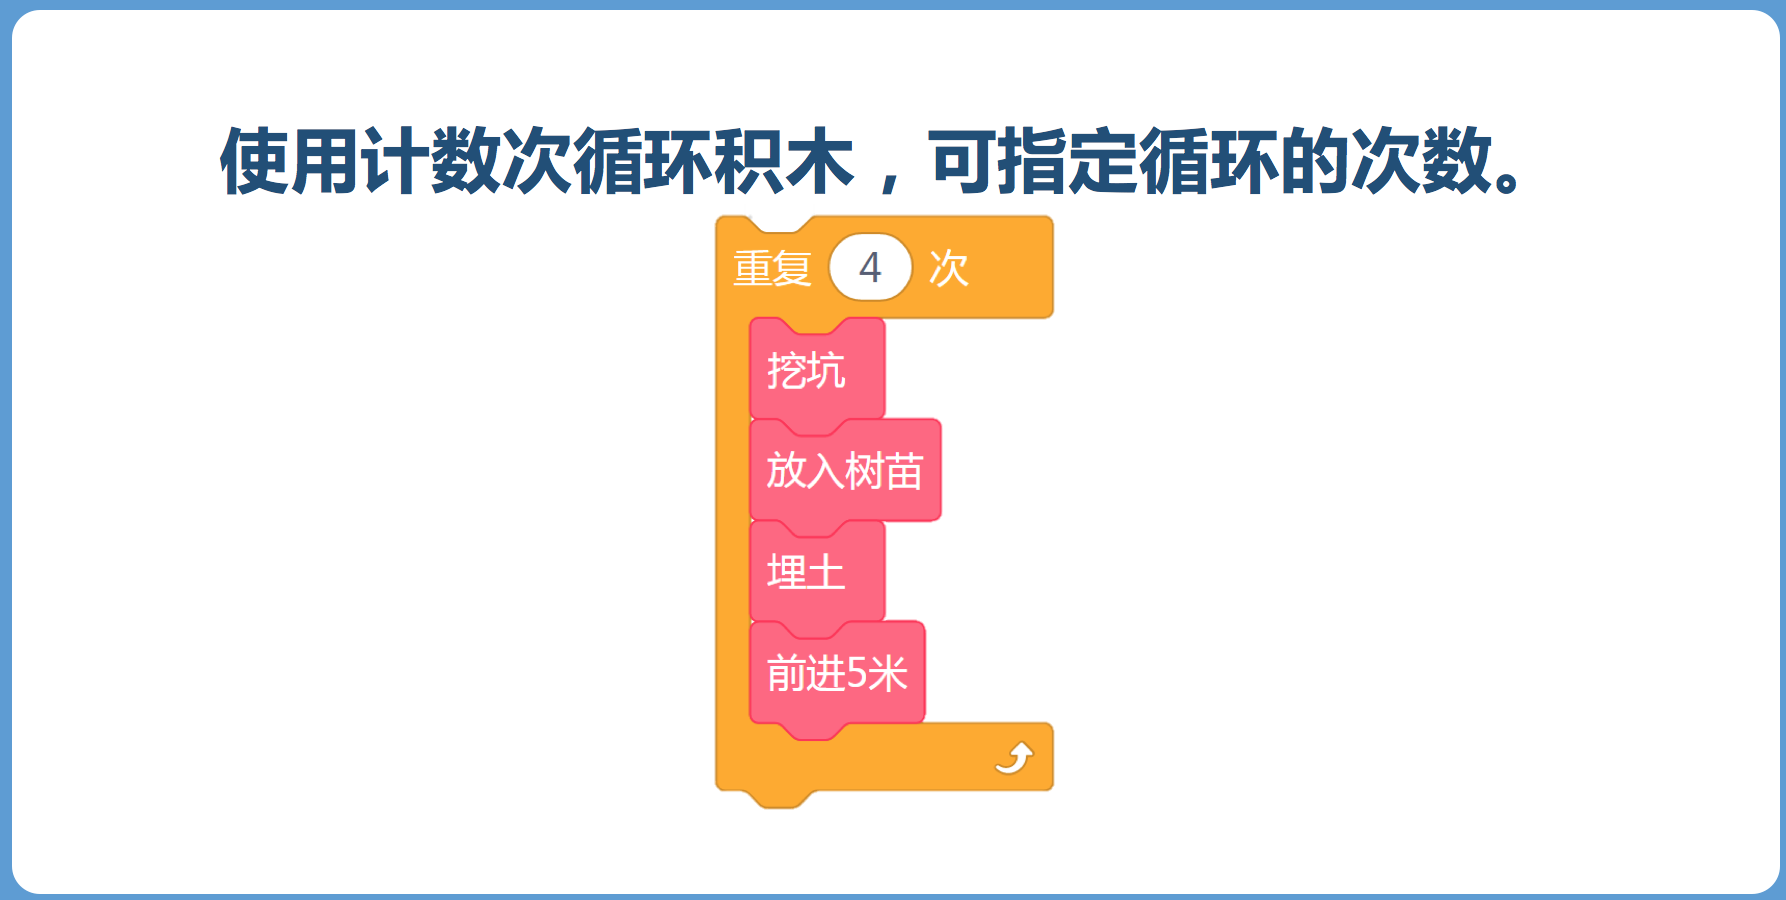 使用计数次循环积木，可指定循环的次数。
重复 4 次
挖坑
放入树苗
埋土
前进5米